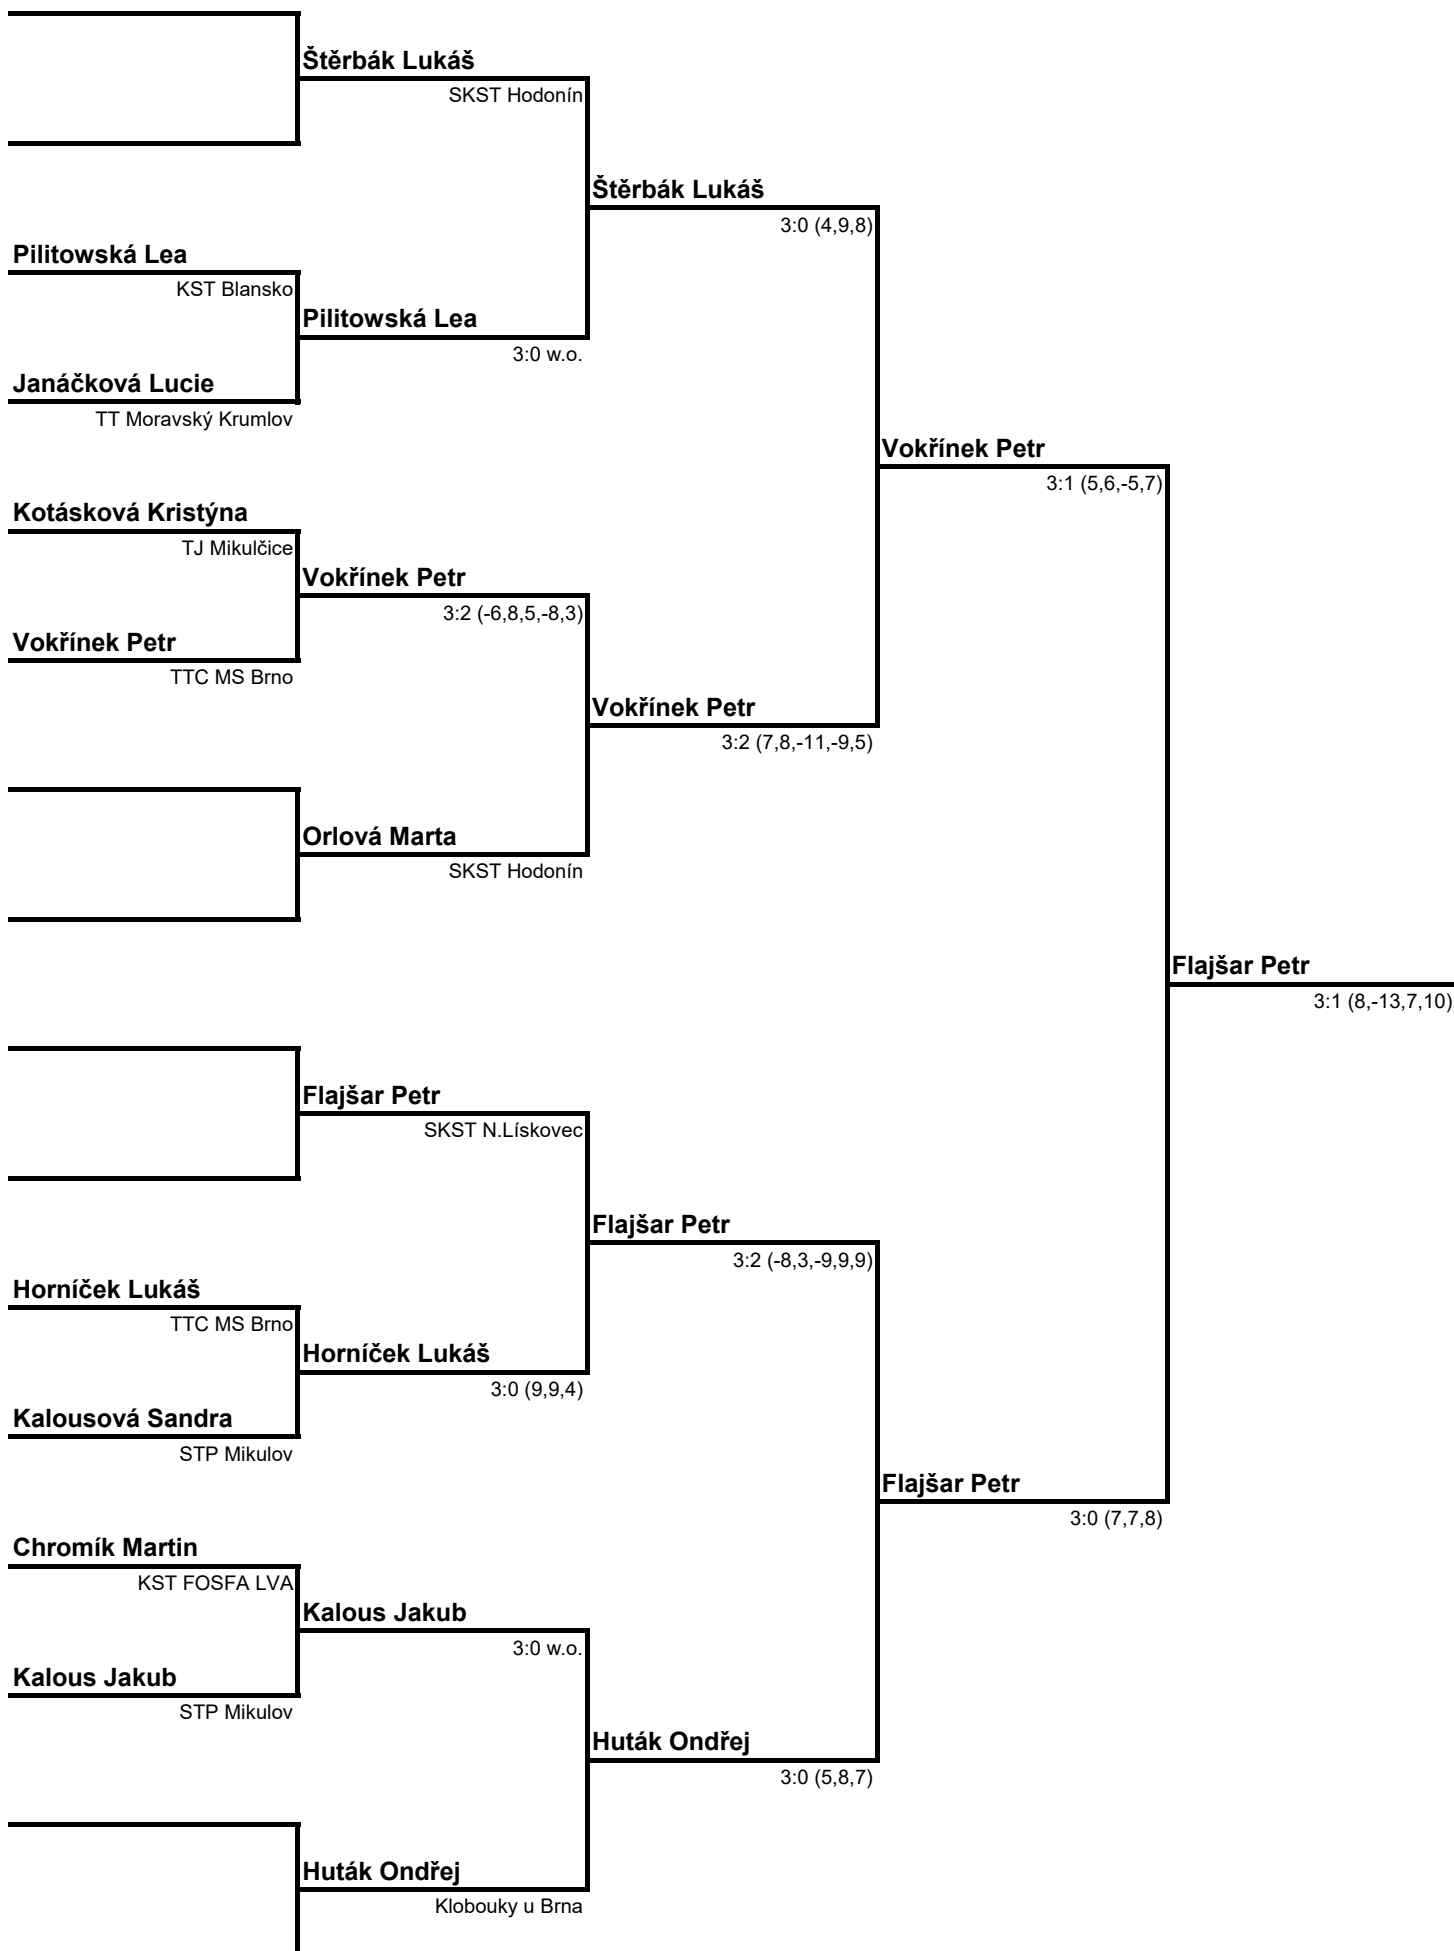 Štěrbák Lukáš
SKST Hodonín
Štěrbák Lukáš
3:0 (4,9,8)
Pilitowská Lea
KST Blansko
Pilitowská Lea
3:0 w.o.
Janáčková Lucie
TT Moravský Krumlov
Vokřínek Petr
3:1 (5,6,-5,7)
Kotásková Kristýna
TJ Mikulčice
Vokřínek Petr
3:2 (-6,8,5,-8,3)
Vokřínek Petr
TTC MS Brno
Vokřínek Petr
3:2 (7,8,-11,-9,5)
Orlová Marta
SKST Hodonín
Flajšar Petr
3:1 (8,-13,7,10)
Flajšar Petr
SKST N.Lískovec
Flajšar Petr
3:2 (-8,3,-9,9,9)
Horníček Lukáš
TTC MS Brno
Horníček Lukáš
3:0 (9,9,4)
Kalousová Sandra
STP Mikulov
Flajšar Petr
3:0 (7,7,8)
Chromík Martin
KST FOSFA LVA
Kalous Jakub
3:0 w.o.
Kalous Jakub
STP Mikulov
Huták Ondřej
3:0 (5,8,7)
Huták Ondřej
Klobouky u Brna